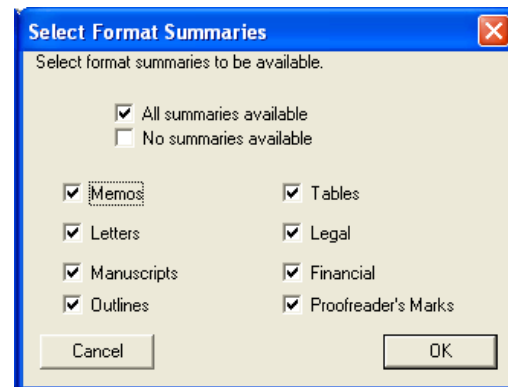 Select Format Summaries
Select format summaries to be available.
All summaries available
No summaries available
Memos
Tables
Letters
Legal
Manuscripts
Financial
Outlines
Proofreader's Marks
Cancel
OK